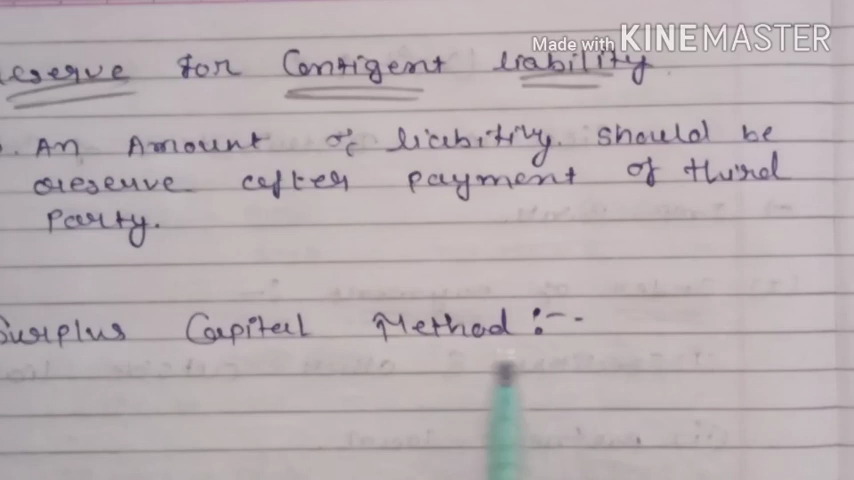 Made with KINEMASTER
eserve for Contigent liability
An Amount of liability. should be
reserve after payment of third
Party.
Surplus Capital Method :--